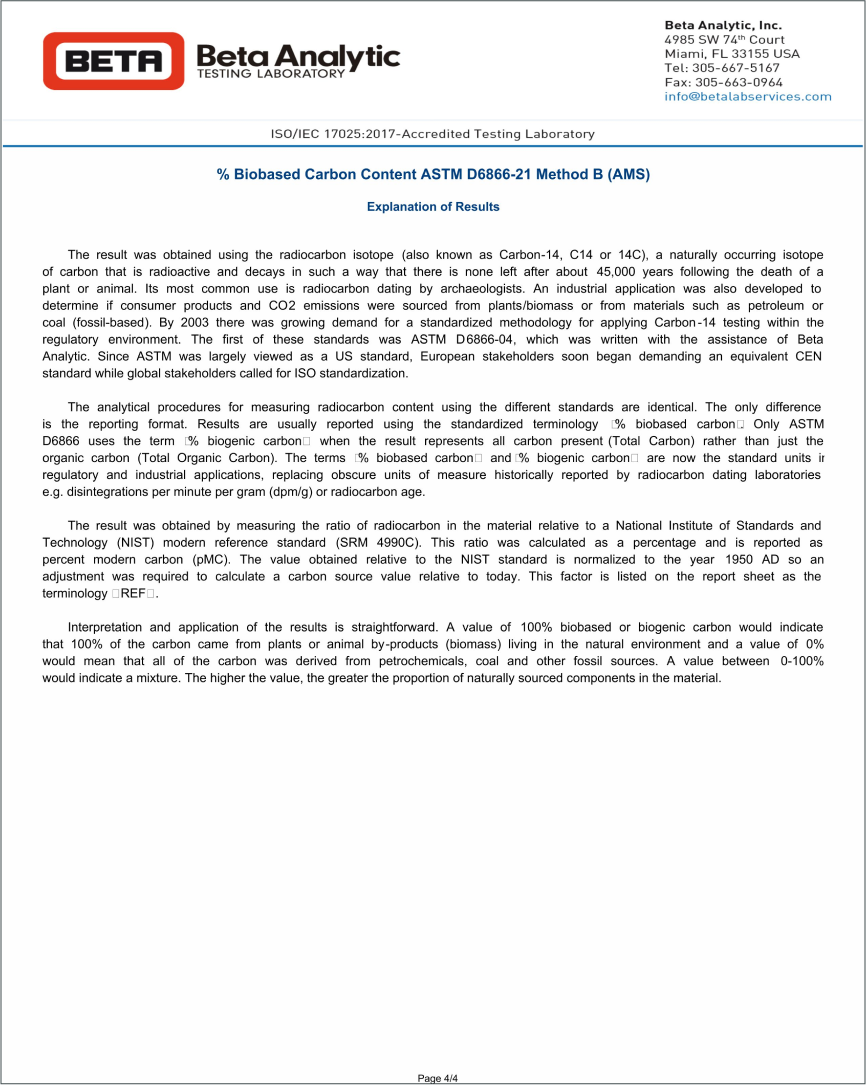 BETA
Beta Analytic
TESTING LABORATORY
Beta Analytic, Inc.
4985 SW 74th Court
Miami, FL 33155 USA
Tel: 305-667-5167
Fax: 305-663-0964
info@betalabservices.com
ISO/IEC 17025:2017-Accredited Testing Laboratory
% Biobased Carbon Content ASTM D6866-21 Method B (AMS)
Explanation of Results
The result was obtained using the radiocarbon isotope (also known as Carbon-14, C14 or 14C), a naturally occurring isotope
of carbon that is radioactive and decays in such a way that there is none left after about 45,000 years following the death of a
plant or animal. Its most common use is radiocarbon dating by archaeologists. An industrial application was also developed to
determine if consumer products and CO2 emissions were sourced from plants/biomass or from materials such as petroleum or
coal (fossil-based). By 2003 there was growing demand for a standardized methodology for applying Carbon-14 testing within the
regulatory environment. The first of these standards was ASTM D6866-04, which was written with the assistance of Beta
Analytic. Since ASTM was largely viewed as a US standard, European stakeholders soon began demanding an equivalent CEN
standard while global stakeholders called for ISO standardization.
The analytical procedures for measuring radiocarbon content using the different standards are identical. The only difference
is the reporting format. Results are usually reported using the standardized terminology □% biobased carbon□. Only ASTM
D6866 uses the term □% biogenic carbon□ when the result represents all carbon present (Total Carbon) rather than just the
organic carbon (Total Organic Carbon). The terms □% biobased carbon□ and □% biogenic carbon□ are now the standard units in
regulatory and industrial applications, replacing obscure units of measure historically reported by radiocarbon dating laboratories
e.g. disintegrations per minute per gram (dpm/g) or radiocarbon age.
The result was obtained by measuring the ratio of radiocarbon in the material relative to a National Institute of Standards and
Technology (NIST) modern reference standard (SRM 4990C). This ratio was calculated as a percentage and is reported as
percent modern carbon (pMC). The value obtained relative to the NIST standard is normalized to the year 1950 AD so an
adjustment was required to calculate a carbon source value relative to today. This factor is listed on the report sheet as the
terminology □REF□.
Interpretation and application of the results is straightforward. A value of 100% biobased or biogenic carbon would indicate
that 100% of the carbon came from plants or animal by-products (biomass) living in the natural environment and a value of 0%
would mean that all of the carbon was derived from petrochemicals, coal and other fossil sources. A value between 0-100%
would indicate a mixture. The higher the value, the greater the proportion of naturally sourced components in the material.
Page 4/4